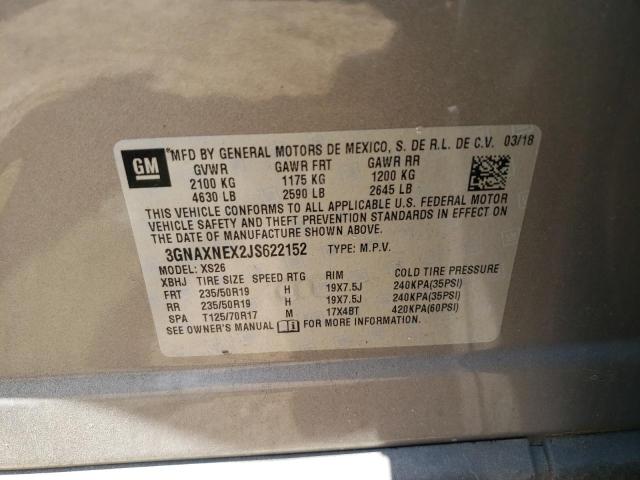 GM *MFD BY GENERAL MOTORS DE MEXICO, S. DE R.L. DE C.V. 03/18
GVWR GAWR FRT GAWR RR
2100 KG 1175 KG 1200 KG
4630 LB 2590 LB 2645 LB
THIS VEHICLE CONFORMS TO ALL APPLICABLE U.S. FEDERAL MOTOR
VEHICLE SAFETY AND THEFT PREVENTION STANDARDS IN EFFECT ON
THE DATE OF MANUFACTURE SHOWN ABOVE.
3GNAXNEX2JS622152 TYPE: M.P.V.
MODEL: XS26
XBHJ TIRE SIZE SPEED RTG RIM COLD TIRE PRESSURE
FRT 235/50R19 H 19X7.5J 240KPA(35PSI)
RR 235/50R19 H 19X7.5J 240KPA(35PSI)
SPA T125/70R17 M 17X4BT 420KPA(60PSI)
SEE OWNER'S MANUAL FOR MORE INFORMATION.